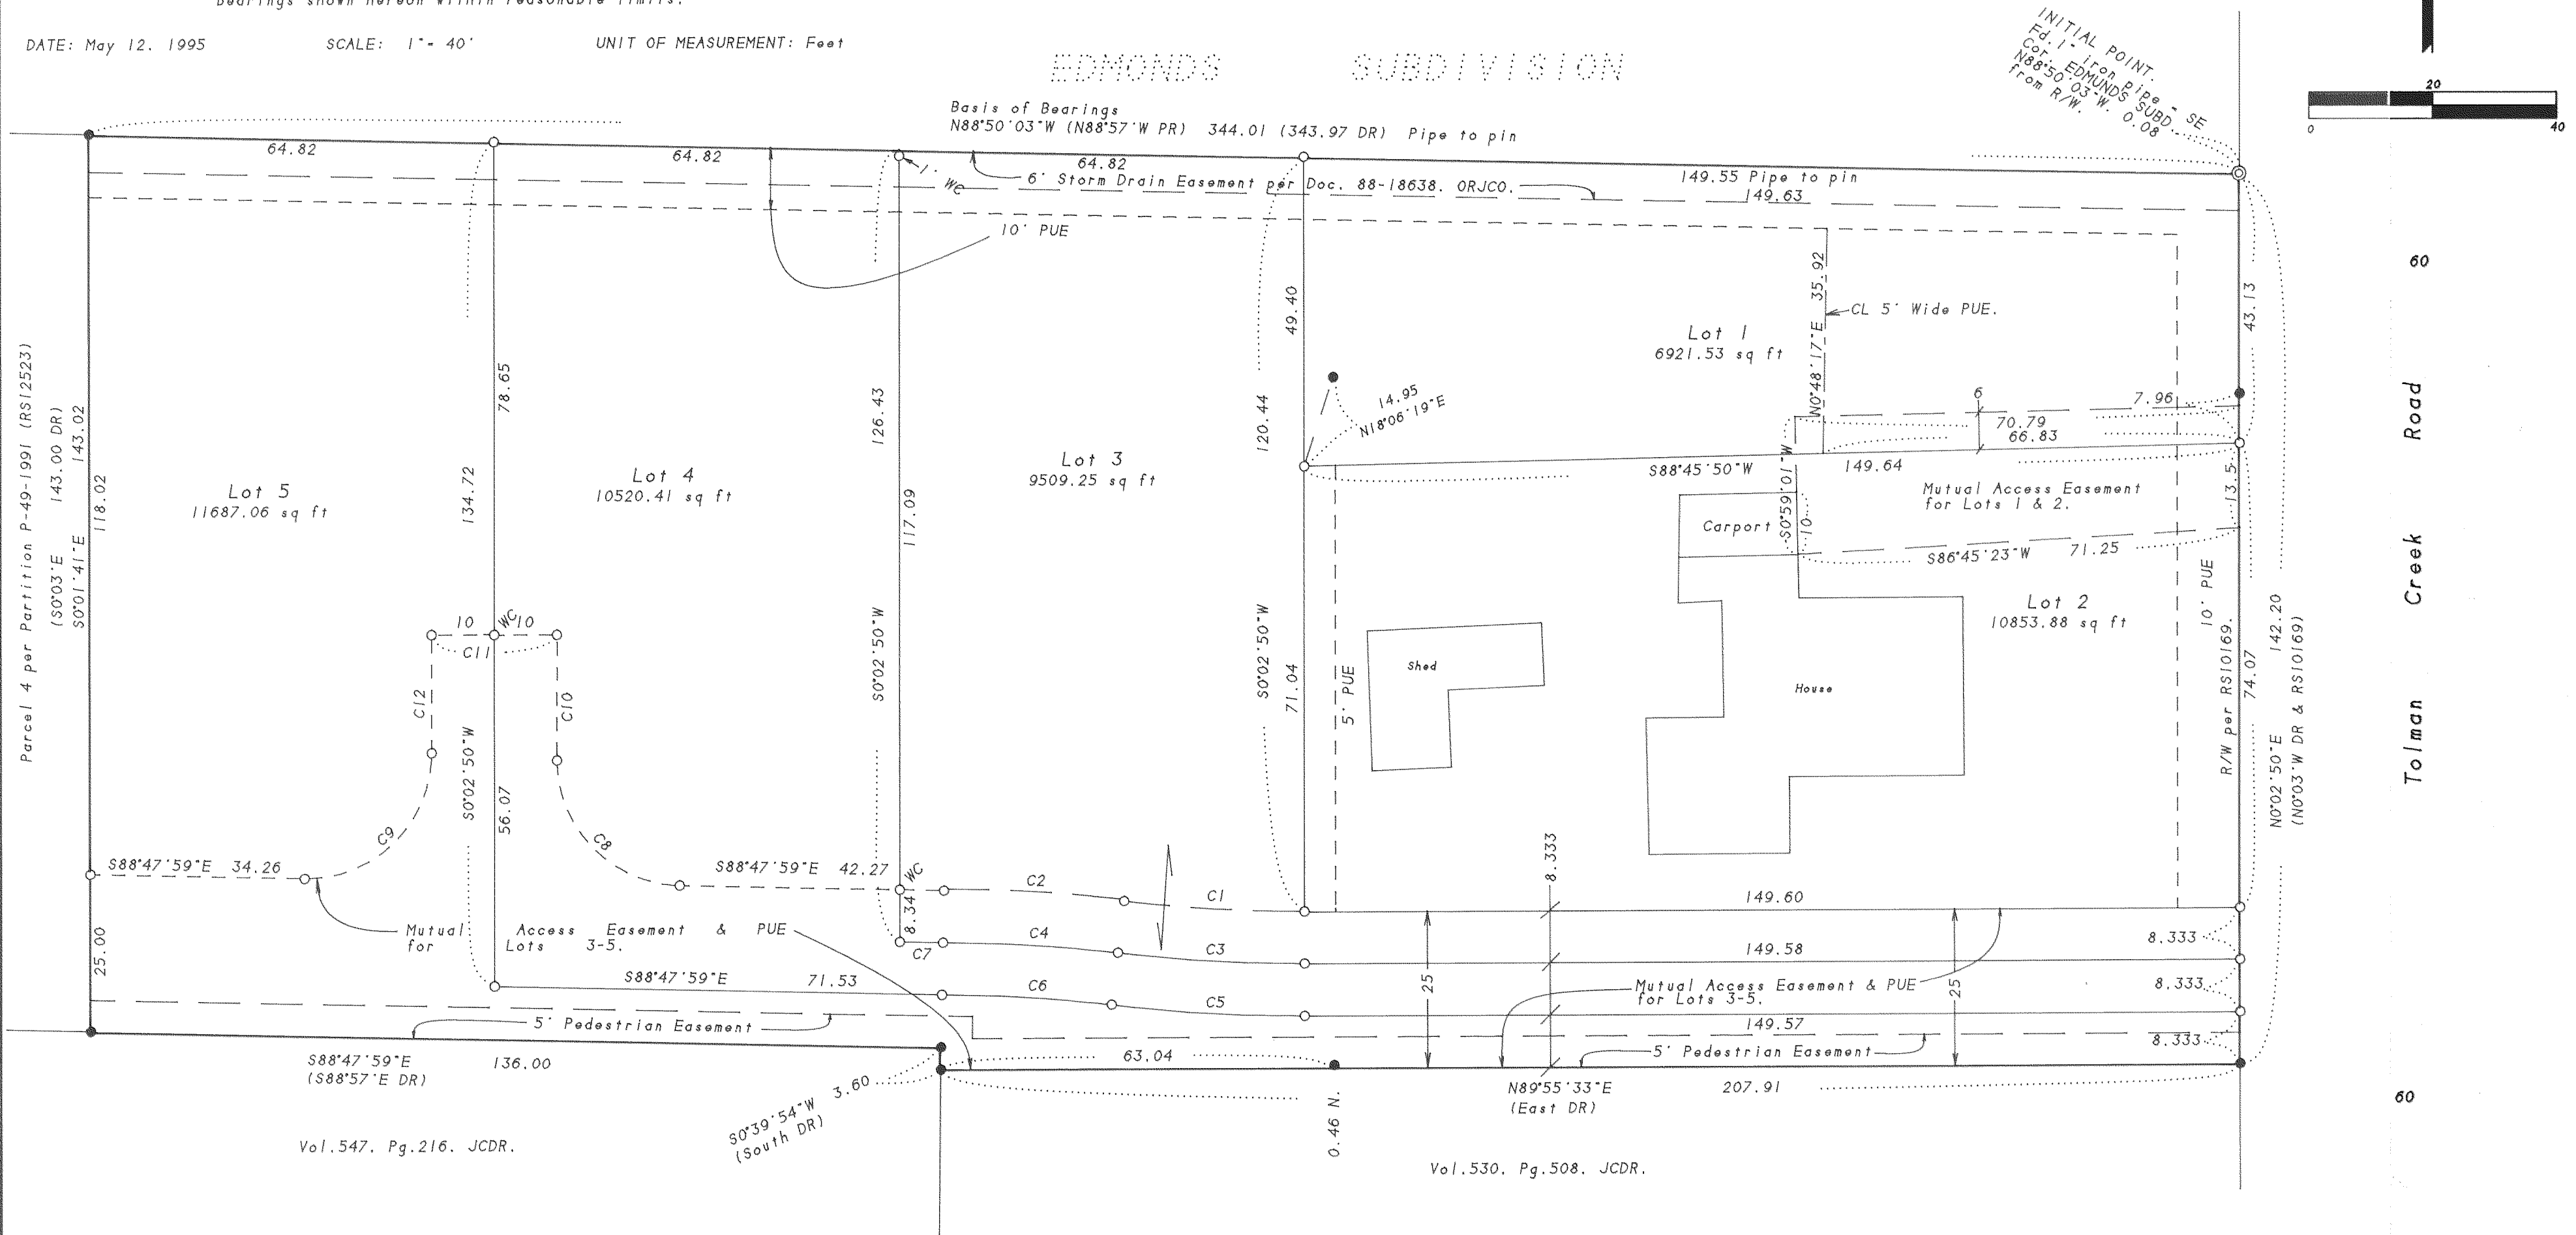 Bearings shown hereon within reasonable limits.
DATE: May 12. 1995 SCALE: 1"- 40' UNIT OF MEASUREMENT: Feet
EDMONDS SUBDIVISION
INITIAL POINT.
Fd. 1" iron pipe - SE
Cor. EDMUNDS SUBD.
N88°50'03"W. 0.08
from R/W.
20
0
40
Basis of Bearings
N88°50'03"W (N88°57'W PR) 344.01 (343.97 DR) Pipe to pin
64.82
64.82
64.82
149.55 Pipe to pin
149.63
1' WC
6' Storm Drain Easement per Doc. 88-18638. ORJCO.
10' PUE
60
Parcel 4 per Partition P-49-1991 (RS12523)
(S0°03'E 143.00 DR)
S0°01'41"E 143.02
118.02
25.00
Lot 5
11687.06 sq ft
78.65
134.72
S0°02'50"W
56.07
Lot 4
10520.41 sq ft
126.43
117.09
S0°02'50"W
8.34
Lot 3
9509.25 sq ft
49.40
120.44
S0°02'50"W
71.04
14.95
N18°06'19"E
Lot 1
6921.53 sq ft
N0°48'17"E 35.92
CL 5' Wide PUE.
43.13
6
7.96
70.79
66.83
S88°45'50"W 149.64
S0°59'01"W
10
Mutual Access Easement
for Lots 1 & 2.
13.5
S86°45'23"W 71.25
Carport
Lot 2
10853.88 sq ft
Shed
House
5' PUE
10' PUE
R/W per RS10169.
74.07
N0°02'50"E 142.20
(N0°03'W DR & RS10169)
Tolman Creek Road
10 WC 10
C11
C12
C10
C9
C8
S88°47'59"E 34.26
S88°47'59"E 42.27
WC
C2
C1
C4
C3
C7
C6
C5
8.333
149.60
149.58
149.57
8.333
8.333
8.333
25
25
Mutual Access Easement & PUE
for Lots 3-5.
S88°47'59"E 71.53
Mutual Access Easement & PUE
for Lots 3-5.
5' Pedestrian Easement
5' Pedestrian Easement
S88°47'59"E 136.00
(S88°57'E DR)
63.04
3.60
S0°39'54"W
(South DR)
0.46 N.
N89°55'33"E 207.91
(East DR)
60
Vol.547. Pg.216. JCDR.
Vol.530. Pg.508. JCDR.